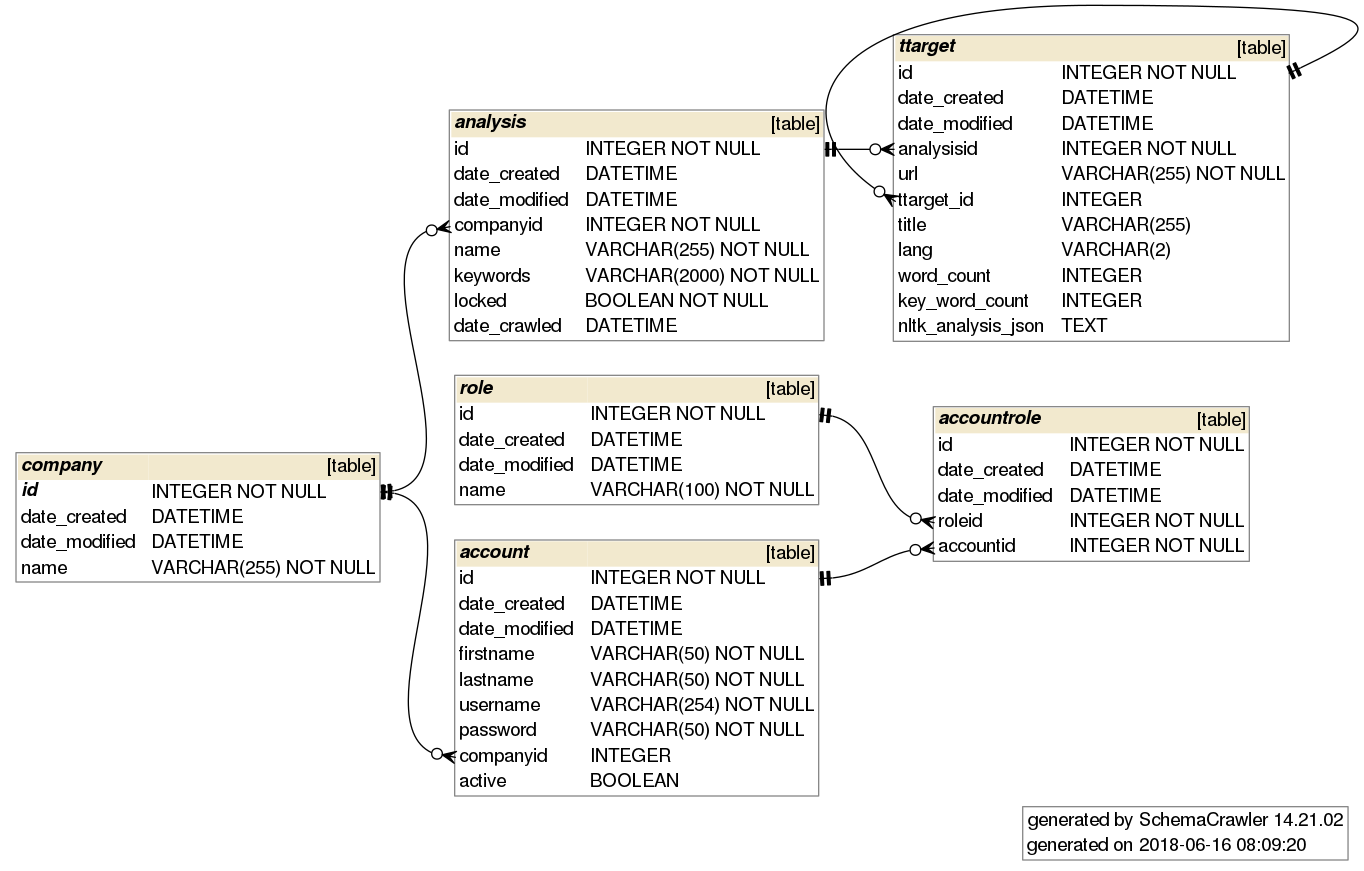 ttarget [table]
id INTEGER NOT NULL
date_created DATETIME
date_modified DATETIME
analysisid INTEGER NOT NULL
url VARCHAR(255) NOT NULL
ttarget_id INTEGER
title VARCHAR(255)
lang VARCHAR(2)
word_count INTEGER
key_word_count INTEGER
nltk_analysis_json TEXT
analysis [table]
id INTEGER NOT NULL
date_created DATETIME
date_modified DATETIME
companyid INTEGER NOT NULL
name VARCHAR(255) NOT NULL
keywords VARCHAR(2000) NOT NULL
locked BOOLEAN NOT NULL
date_crawled DATETIME
role [table]
id INTEGER NOT NULL
date_created DATETIME
date_modified DATETIME
name VARCHAR(100) NOT NULL
accountrole [table]
id INTEGER NOT NULL
date_created DATETIME
date_modified DATETIME
roleid INTEGER NOT NULL
accountid INTEGER NOT NULL
company [table]
id INTEGER NOT NULL
date_created DATETIME
date_modified DATETIME
name VARCHAR(255) NOT NULL
account [table]
id INTEGER NOT NULL
date_created DATETIME
date_modified DATETIME
firstname VARCHAR(50) NOT NULL
lastname VARCHAR(50) NOT NULL
username VARCHAR(254) NOT NULL
password VARCHAR(50) NOT NULL
companyid INTEGER
active BOOLEAN
generated by SchemaCrawler 14.21.02
generated on 2018-06-16 08:09:20